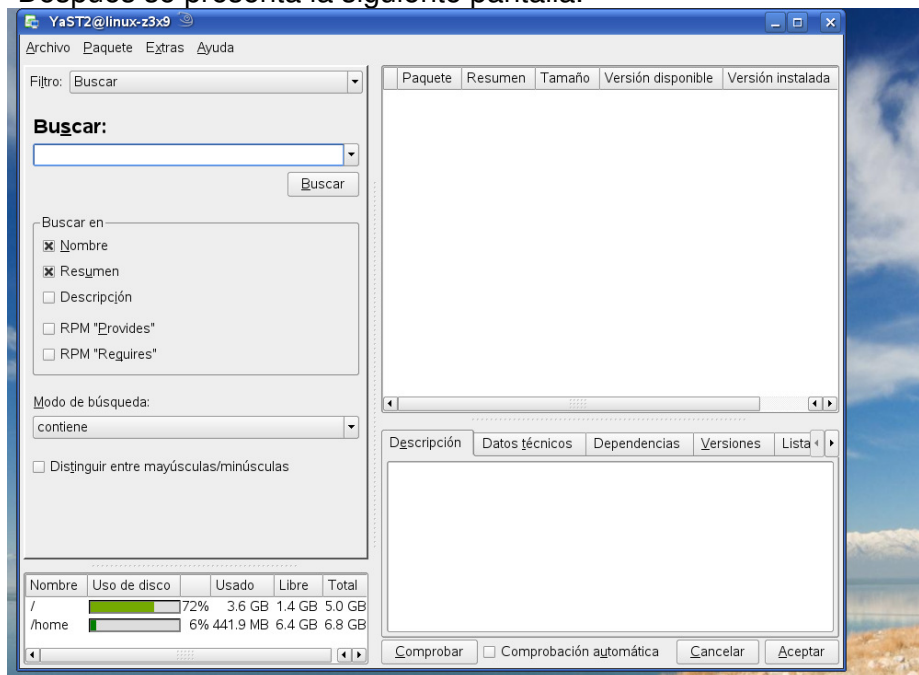 Después se presenta la siguiente pantalla:
YaST2@linux-z3x9
Archivo Paquete Extras Ayuda
Filtro: Buscar
Buscar:
Buscar
Buscar en
Nombre
Resumen
Descripción
RPM "Provides"
RPM "Requires"
Modo de búsqueda:
contiene
Distinguir entre mayúsculas/minúsculas
Nombre Uso de disco Usado Libre Total
/ 72% 3.6 GB 1.4 GB 5.0 GB
/home 6% 441.9 MB 6.4 GB 6.8 GB
Paquete Resumen Tamaño Versión disponible Versión instalada
Descripción Datos técnicos Dependencias Versiones Lista
Comprobar Comprobación automática Cancelar Aceptar